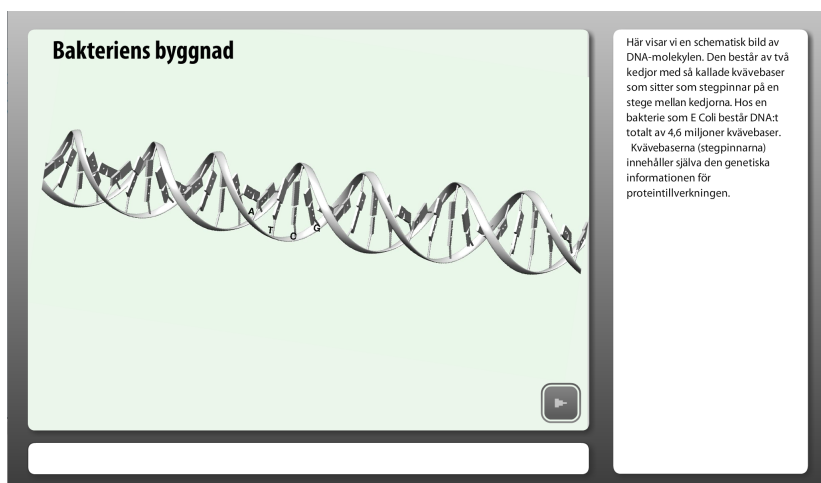 Bakteriens byggnad
A
T
C
G
Här visar vi en schematisk bild av
DNA-molekylen. Den består av två
kedjor med så kallade kvävebaser
som sitter som stegpinnar på en
stege mellan kedjorna. Hos en
bakterie som E Coli består DNA:t
totalt av 4,6 miljoner kvävebaser.
Kvävebaserna (stegpinnarna)
innehåller själva den genetiska
informationen för
proteintillverkningen.